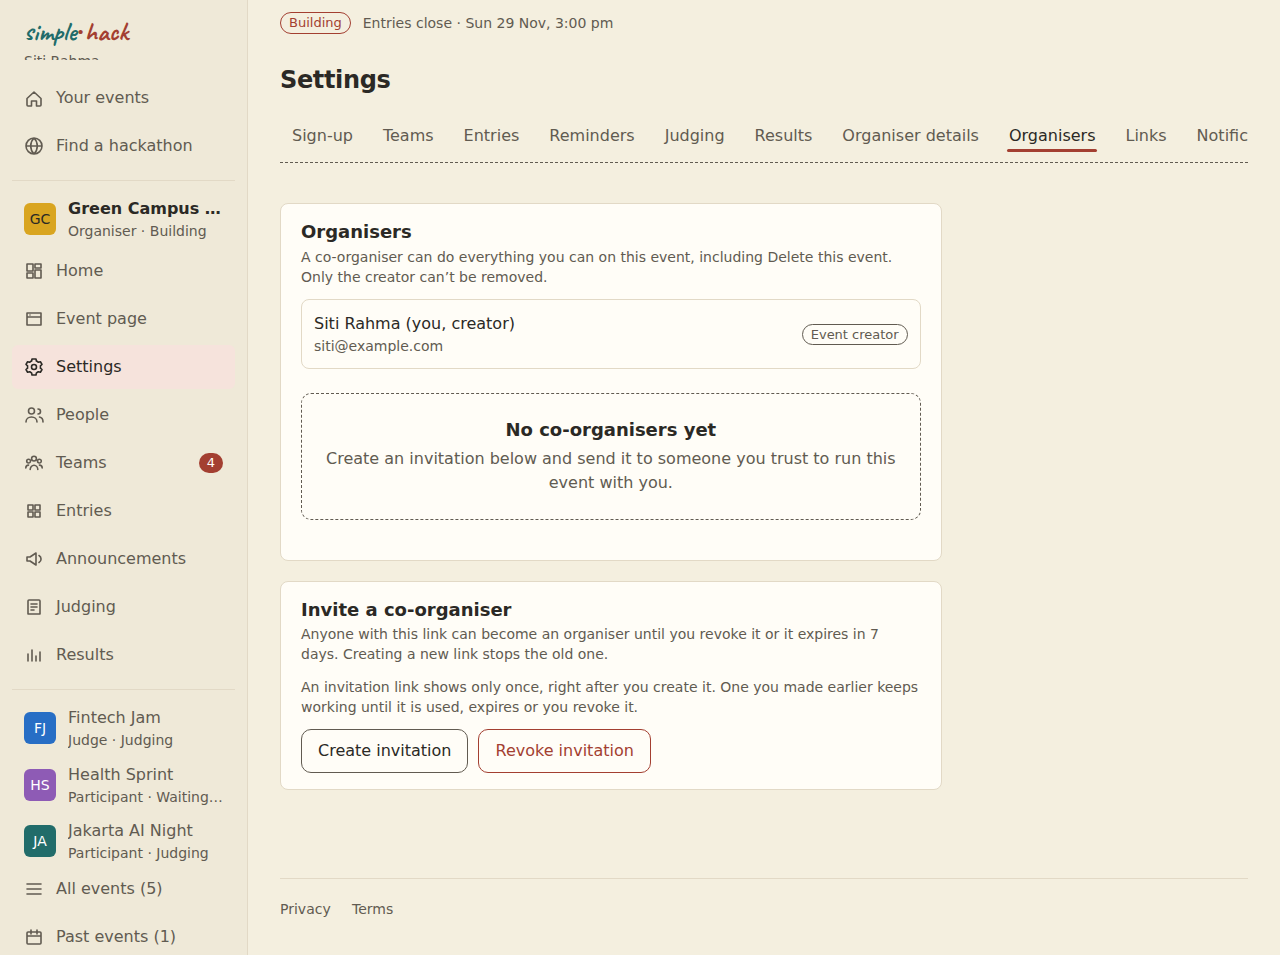 simple·hack
Siti Rahma
Your events
Find a hackathon
GC
Green Campus …
Organiser · Building
Home
Event page
Settings
People
Teams
4
Entries
Announcements
Judging
Results
FJ
Fintech Jam
Judge · Judging
HS
Health Sprint
Participant · Waiting…
JA
Jakarta AI Night
Participant · Judging
All events (5)
Past events (1)
Building
Entries close · Sun 29 Nov, 3:00 pm
Settings
Sign-up
Teams
Entries
Reminders
Judging
Results
Organiser details
Organisers
Links
Notific
Organisers
A co-organiser can do everything you can on this event, including Delete this event.
Only the creator can’t be removed.
Siti Rahma (you, creator)
siti@example.com
Event creator
No co-organisers yet
Create an invitation below and send it to someone you trust to run this
event with you.
Invite a co-organiser
Anyone with this link can become an organiser until you revoke it or it expires in 7
days. Creating a new link stops the old one.
An invitation link shows only once, right after you create it. One you made earlier keeps
working until it is used, expires or you revoke it.
Create invitation
Revoke invitation
Privacy
Terms